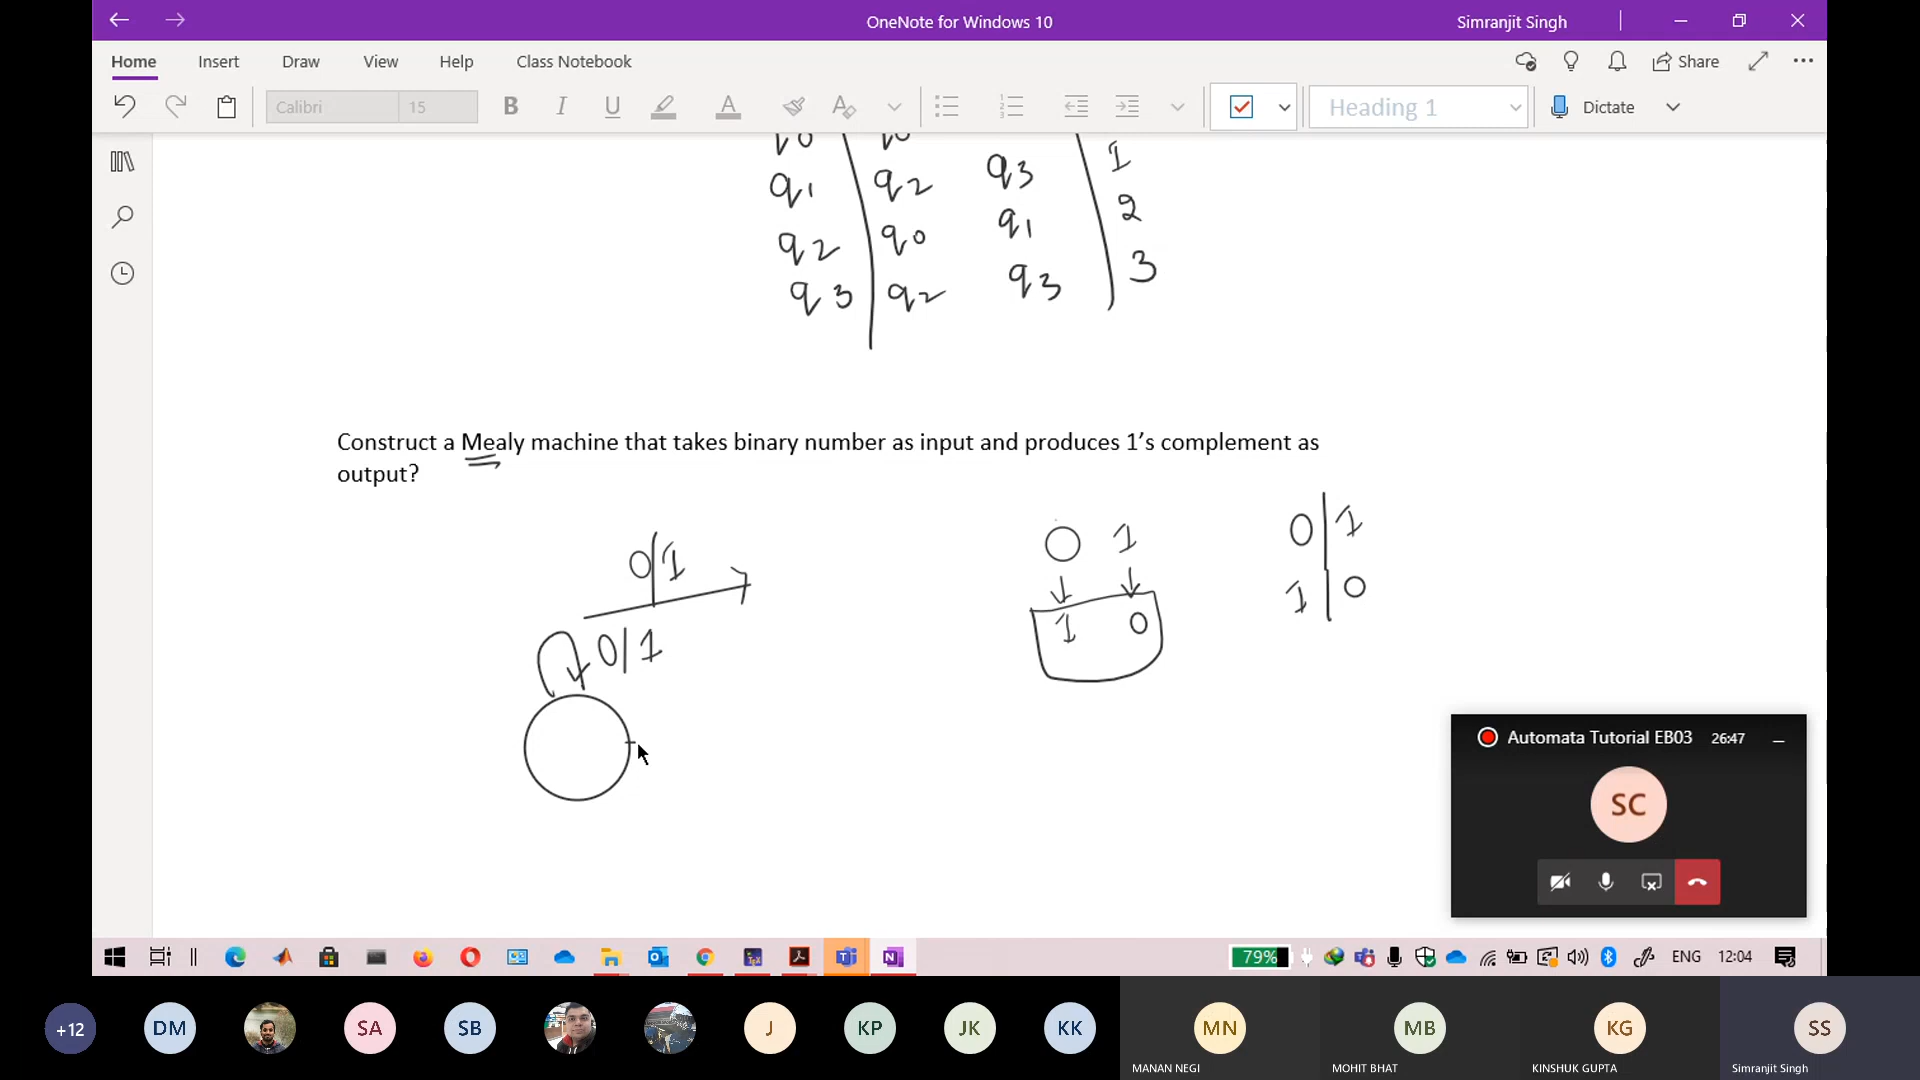 OneNote for Windows 10
Simranjit Singh
Home Insert Draw View Help Class Notebook
Share
Calibri 15 B I U A A Heading 1 Dictate
q0 q0
q1 q2 q3 1
q2 q0 q1 2
q3 q2 q3 3
Construct a Mealy machine that takes binary number as input and produces 1’s complement as
output?
0/1
0/1
0 1
1 0
0|1
1|0
Automata Tutorial EB03 26:47
SC
79% ENG 12:04
+12 DM SA SB J KP JK KK MN MB KG SS
MANAN NEGI MOHIT BHAT KINSHUK GUPTA Simranjit Singh